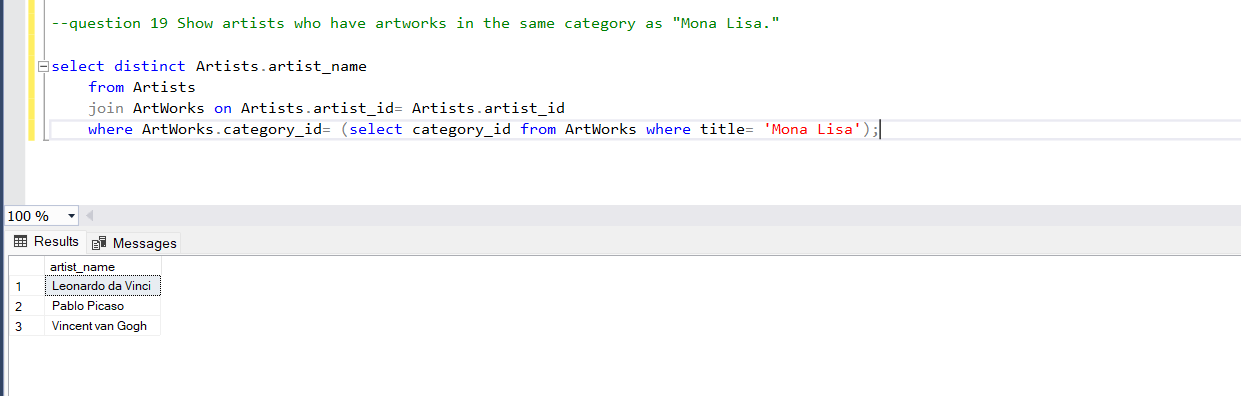 --question 19 Show artists who have artworks in the same category as "Mona Lisa."
select distinct Artists.artist_name
from Artists
join ArtWorks on Artists.artist_id= Artists.artist_id
where ArtWorks.category_id= (select category_id from ArtWorks where title= 'Mona Lisa');
100 %
Results Messages
artist_name
1 Leonardo da Vinci
2 Pablo Picaso
3 Vincent van Gogh